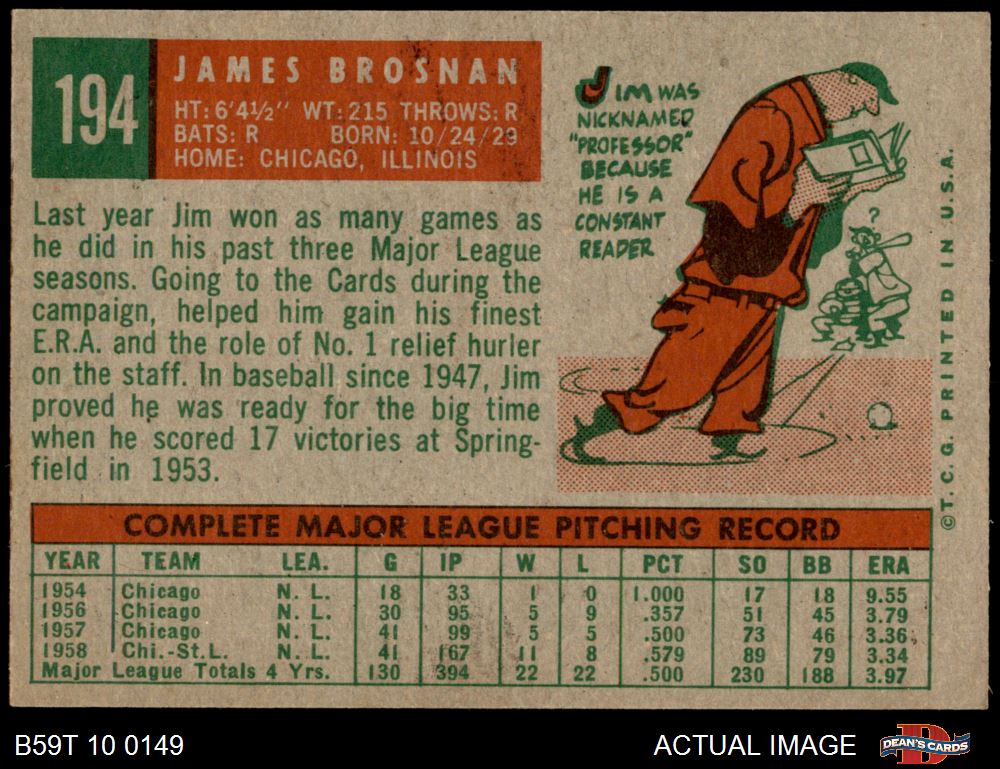 194
JAMES BROSNAN
HT: 6'4½" WT: 215 THROWS: R
BATS: R BORN: 10/24/29
HOME: CHICAGO, ILLINOIS
JIM WAS
NICKNAMED
"PROFESSOR"
BECAUSE
HE IS A
CONSTANT
READER
?
Last year Jim won as many games as
he did in his past three Major League
seasons. Going to the Cards during the
campaign, helped him gain his finest
E.R.A. and the role of No. 1 relief hurler
on the staff. In baseball since 1947, Jim
proved he was ready for the big time
when he scored 17 victories at Spring-
field in 1953.
© T. C. G. PRINTED IN U.S.A.
COMPLETE MAJOR LEAGUE PITCHING RECORD
YEAR TEAM LEA. G IP W L PCT SO BB ERA
1954 Chicago N. L. 18 33 1 0 1.000 17 18 9.55
1956 Chicago N. L. 30 95 5 9 .357 51 45 3.79
1957 Chicago N. L. 41 99 5 5 .500 73 46 3.36
1958 Chi.-St.L. N. L. 41 167 11 8 .579 89 79 3.34
Major League Totals 4 Yrs. 130 394 22 22 .500 230 188 3.97
B59T 10 0149
ACTUAL IMAGE
DEAN'S CARDS